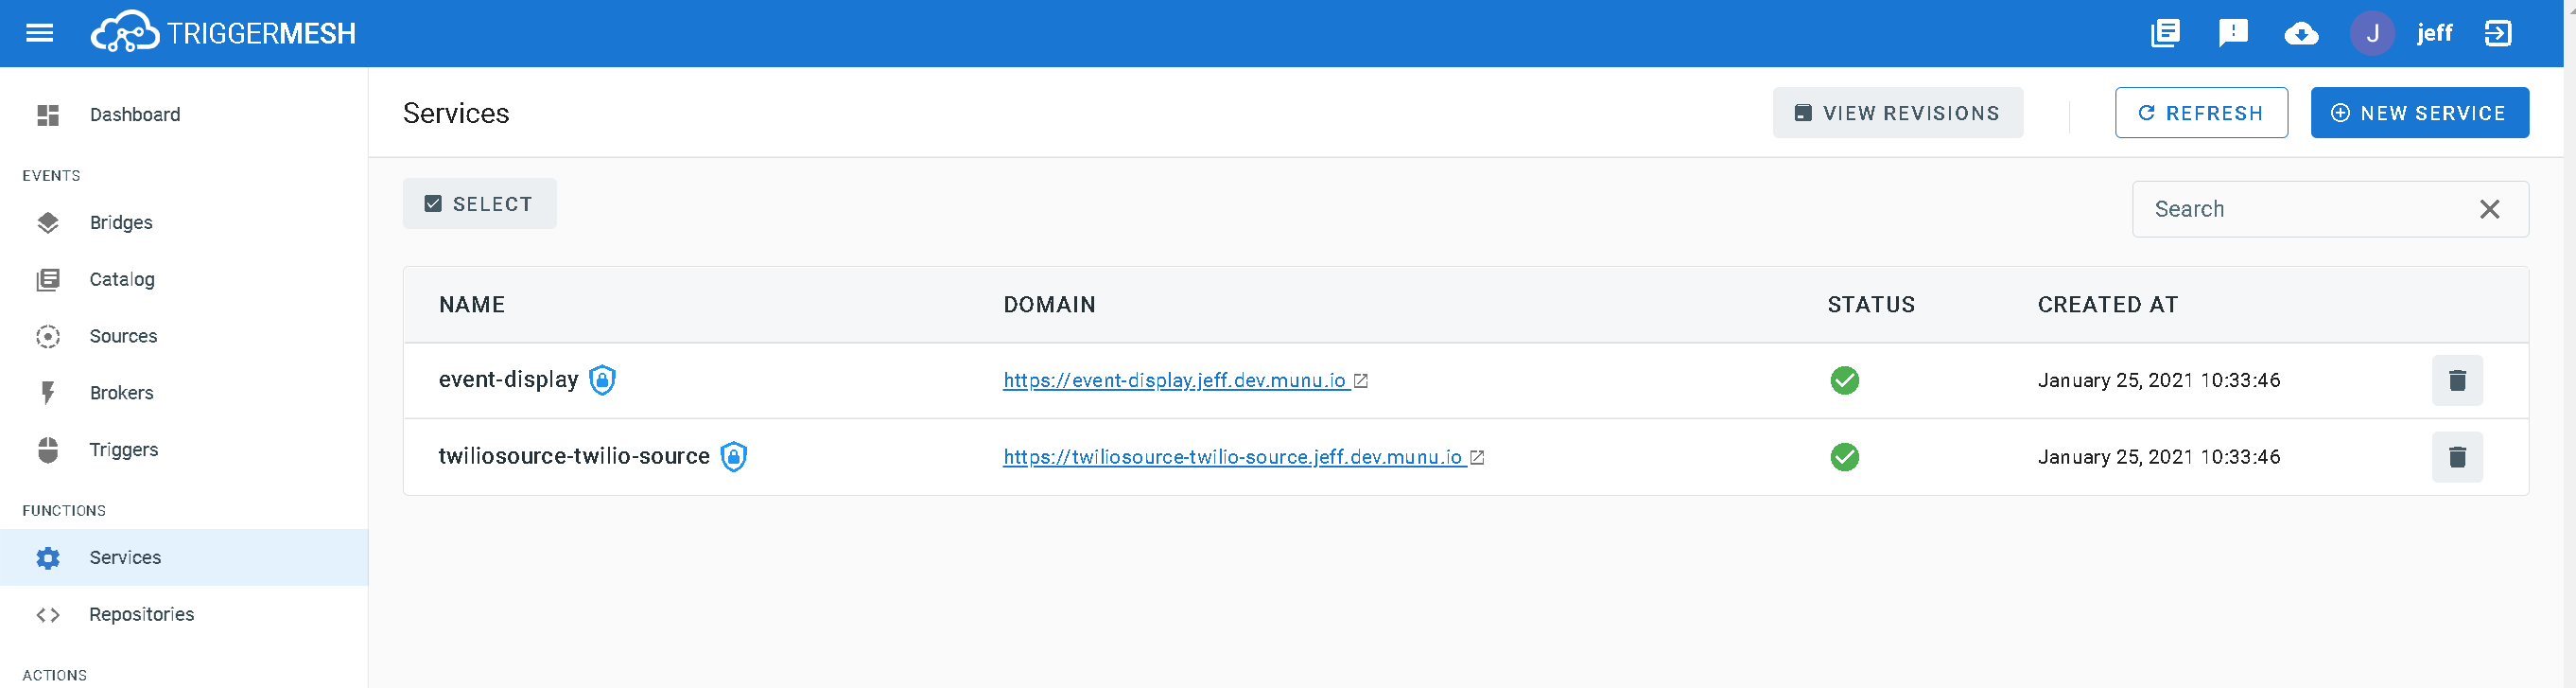 TRIGGERMESH
J
jeff
Dashboard
EVENTS
Bridges
Catalog
Sources
Brokers
Triggers
FUNCTIONS
Services
Repositories
ACTIONS
Services
VIEW REVISIONS
REFRESH
NEW SERVICE
SELECT
Search
NAME DOMAIN STATUS CREATED AT
event-display https://event-display.jeff.dev.munu.io January 25, 2021 10:33:46
twiliosource-twilio-source https://twiliosource-twilio-source.jeff.dev.munu.io January 25, 2021 10:33:46